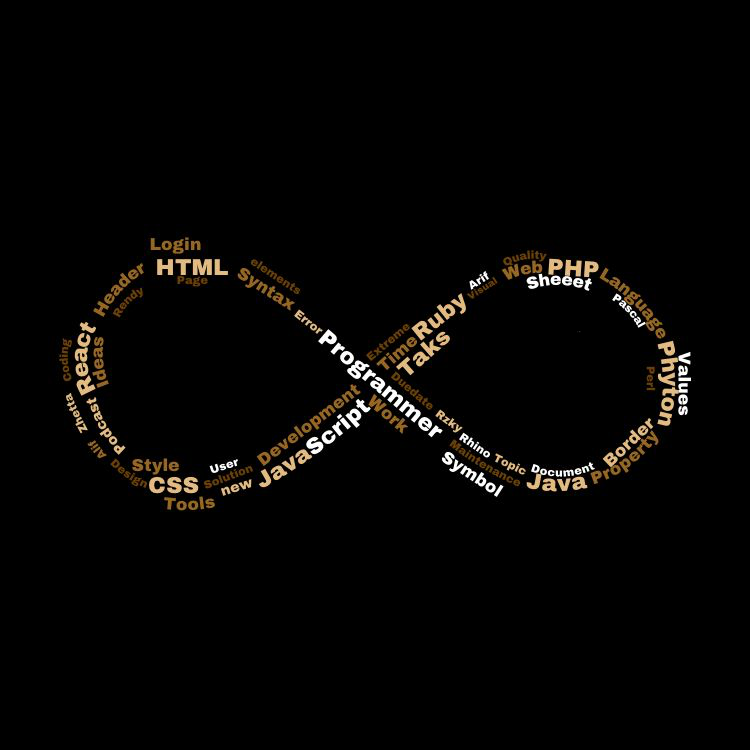 Login
HTML
Page
Header
Rendy
elements
Syntax
Error
Programmer
React
Ideas
Coding
Zhetta
Podcast
Alif
Design
Style
CSS
Tools
User
Solution
new
Development
JavaScript
Work
Duedate
Extreme
Time
Taks
Ruby
Arif
Visual
Quality
Web
PHP
Sheeet
Language
Pascal
Phyton
Values
Perl
Border
Property
Document
Java
Topic
Rhino
Rzky
Maintenance
Symbol